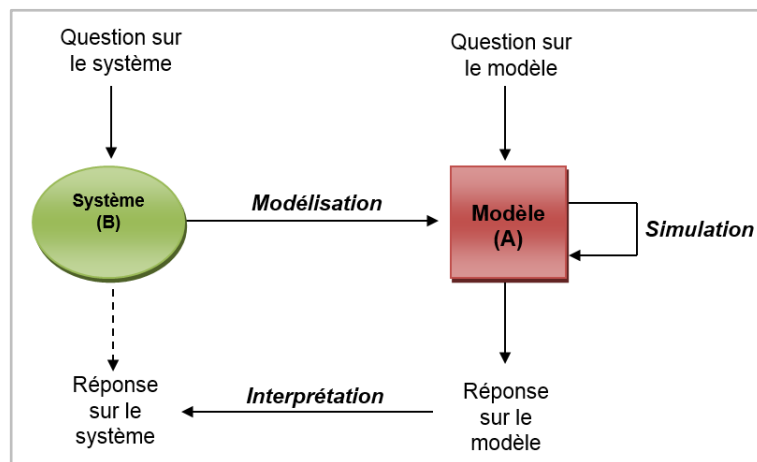 Question sur
le système
Question sur
le modèle
Système
(B)
Modélisation
Modèle
(A)
Simulation
Réponse
sur le
système
Interprétation
Réponse
sur le
modèle